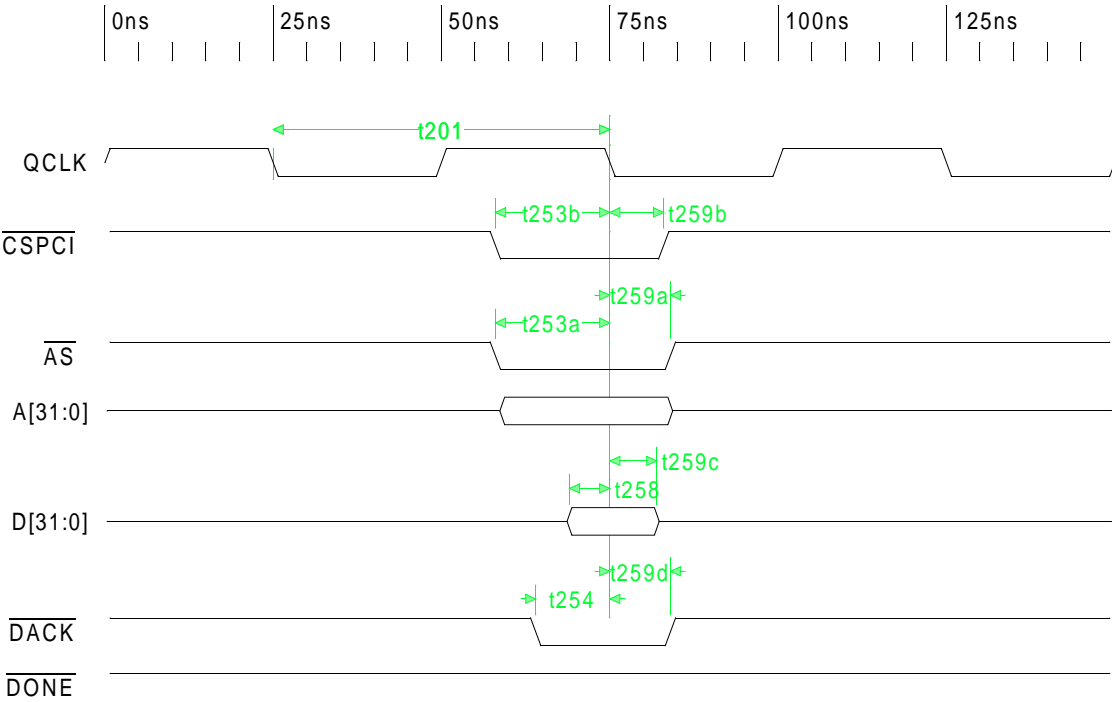 0ns 25ns 50ns 75ns 100ns 125ns
t201
QCLK
t253b t259b
CSPCI
t259a
t253a
AS
A[31:0]
t259c
t258
D[31:0]
t259d
t254
DACK
DONE